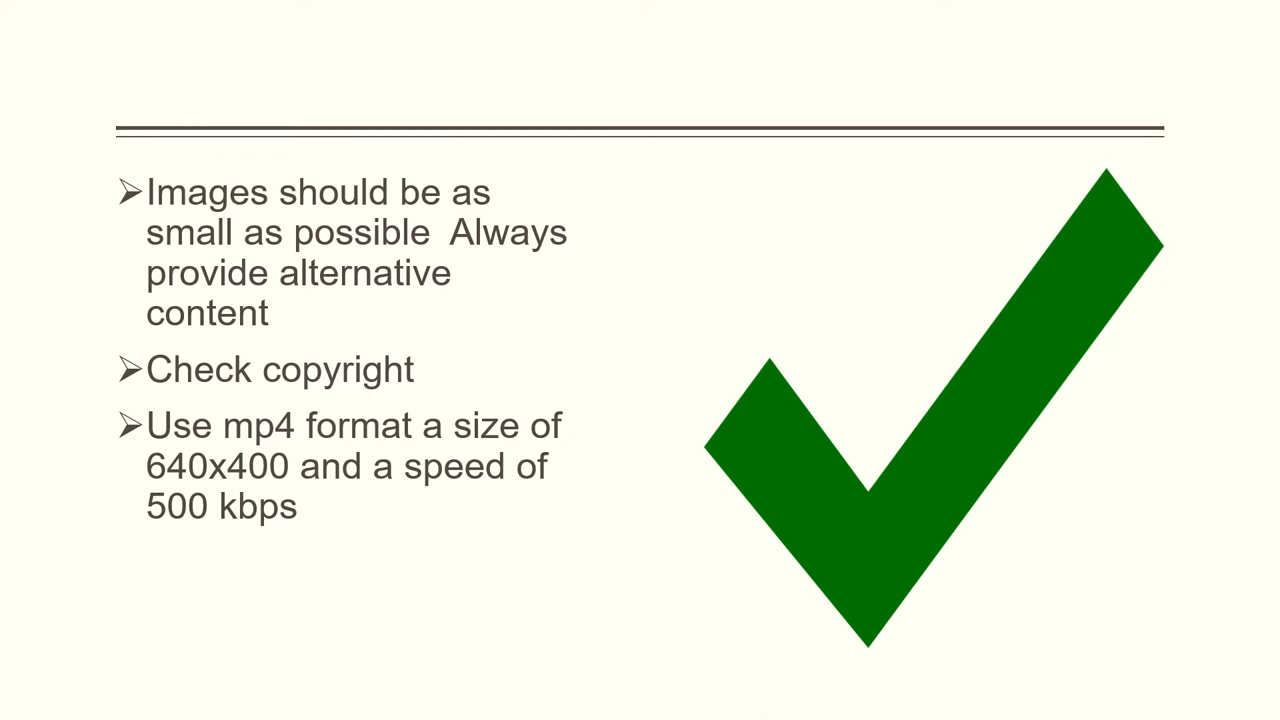 ➢Images should be as
small as possible  Always
provide alternative
content
➢Check copyright
➢Use mp4 format a size of
640x400 and a speed of
500 kbps